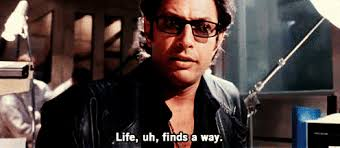 Life, uh, finds a way.